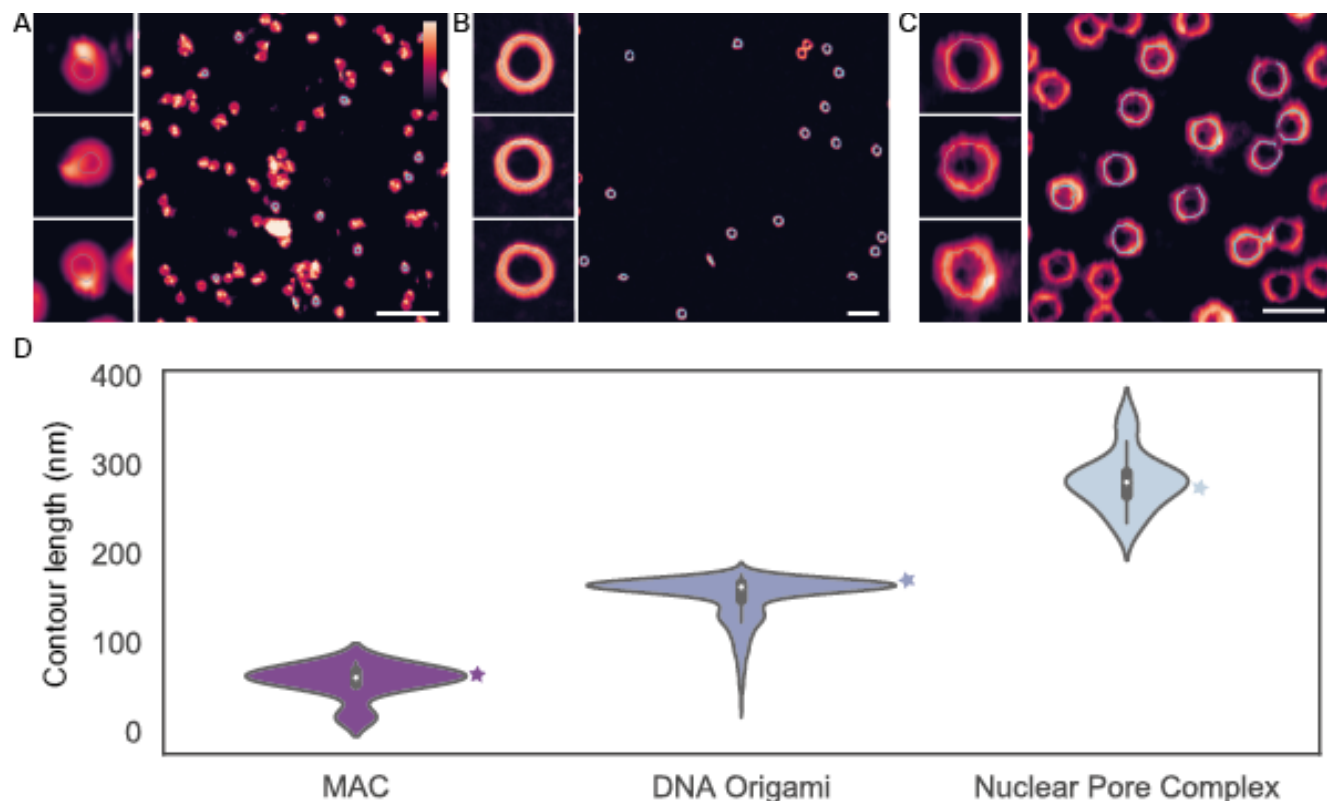 A
B
C
D
400
300
200
100
0
Contour length (nm)
MAC
DNA Origami
Nuclear Pore Complex